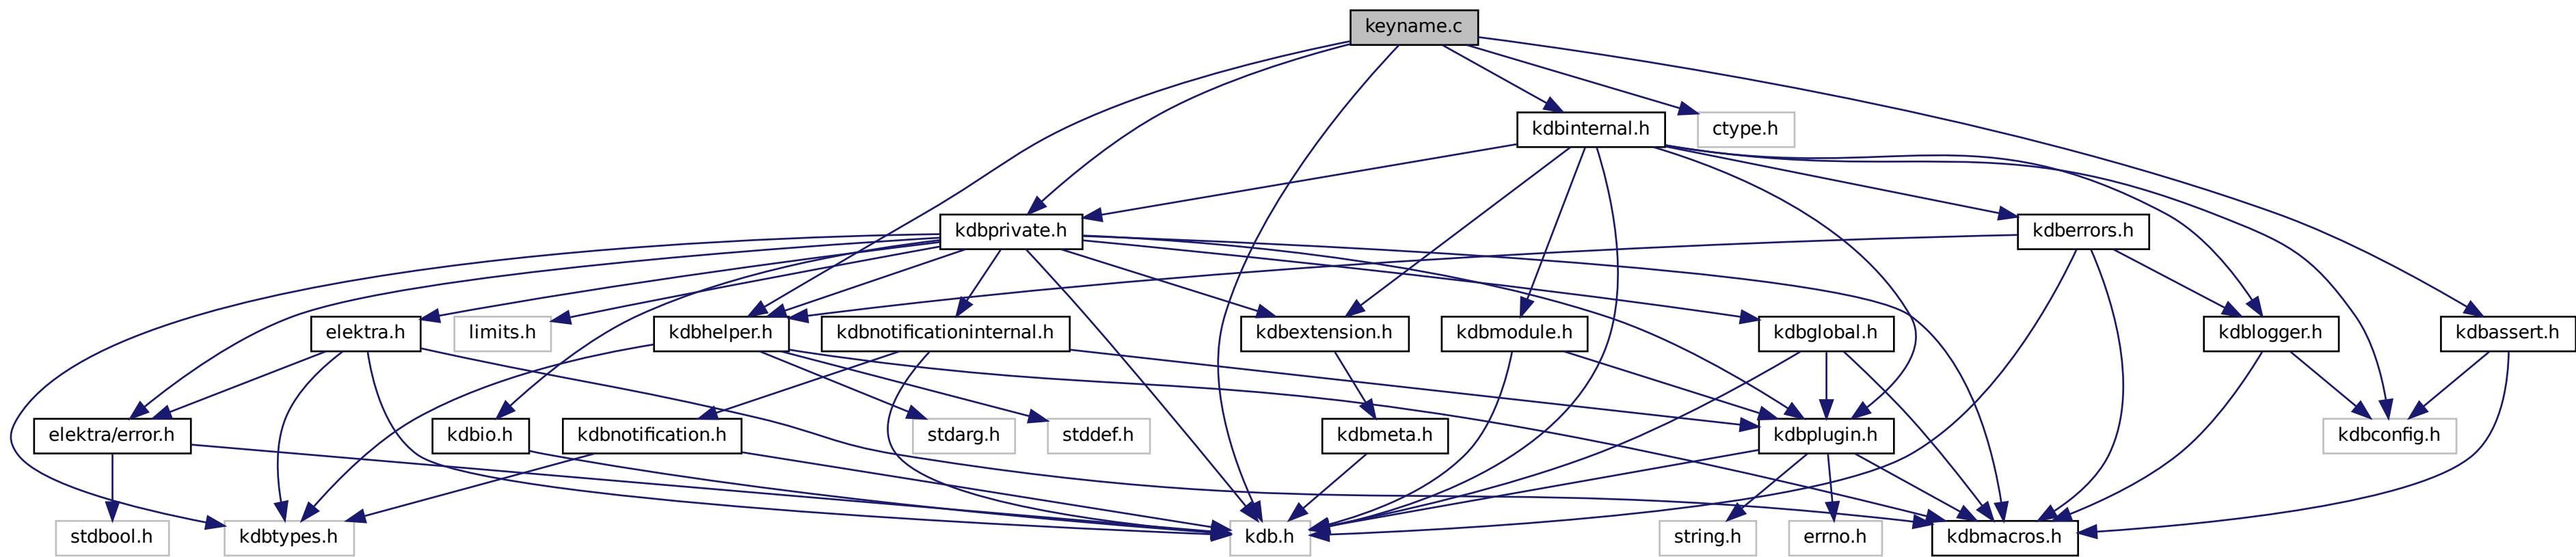 keyname.c
kdbinternal.h
ctype.h
kdbprivate.h
kdberrors.h
elektra.h
limits.h
kdbhelper.h
kdbnotificationinternal.h
kdbextension.h
kdbmodule.h
kdbglobal.h
kdblogger.h
kdbassert.h
elektra/error.h
kdbio.h
kdbnotification.h
stdarg.h
stddef.h
kdbmeta.h
kdbplugin.h
kdbconfig.h
stdbool.h
kdbtypes.h
kdb.h
string.h
errno.h
kdbmacros.h